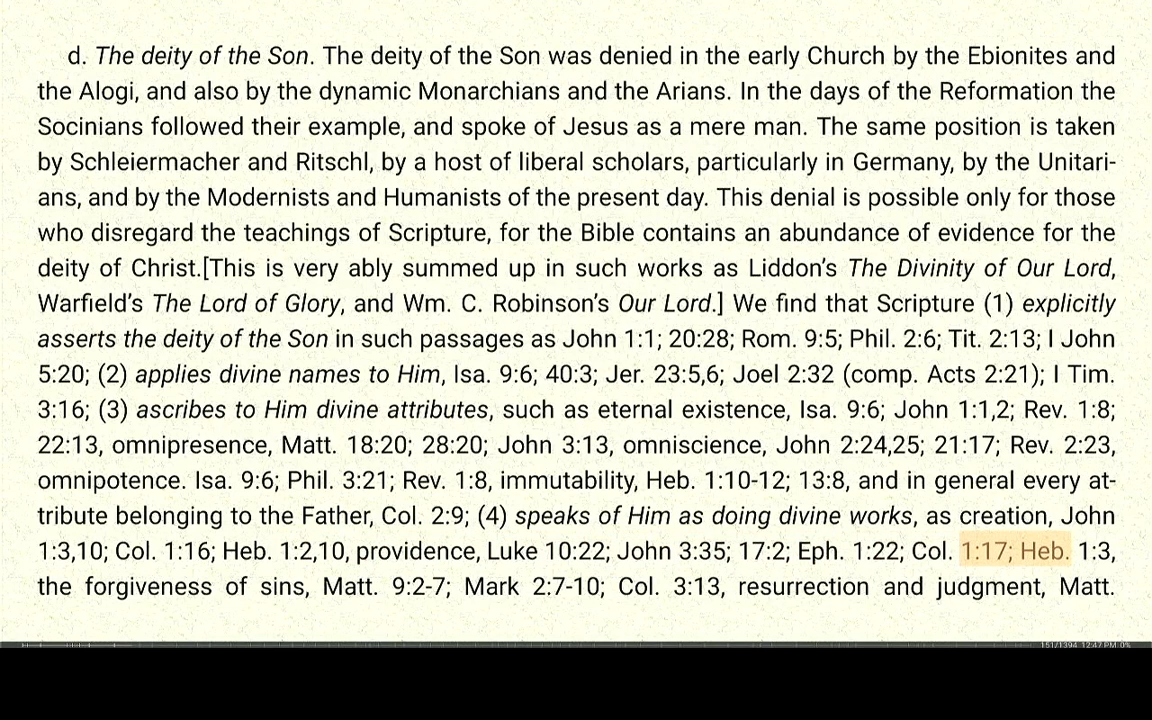 d. The deity of the Son. The deity of the Son was denied in the early Church by the Ebionites and
the Alogi, and also by the dynamic Monarchians and the Arians. In the days of the Reformation the
Socinians followed their example, and spoke of Jesus as a mere man. The same position is taken
by Schleiermacher and Ritschl, by a host of liberal scholars, particularly in Germany, by the Unitari-
ans, and by the Modernists and Humanists of the present day. This denial is possible only for those
who disregard the teachings of Scripture, for the Bible contains an abundance of evidence for the
deity of Christ.[This is very ably summed up in such works as Liddon’s The Divinity of Our Lord,
Warfield’s The Lord of Glory, and Wm. C. Robinson’s Our Lord.] We find that Scripture (1) explicitly
asserts the deity of the Son in such passages as John 1:1; 20:28; Rom. 9:5; Phil. 2:6; Tit. 2:13; I John
5:20; (2) applies divine names to Him, Isa. 9:6; 40:3; Jer. 23:5,6; Joel 2:32 (comp. Acts 2:21); I Tim.
3:16; (3) ascribes to Him divine attributes, such as eternal existence, Isa. 9:6; John 1:1,2; Rev. 1:8;
22:13, omnipresence, Matt. 18:20; 28:20; John 3:13, omniscience, John 2:24,25; 21:17; Rev. 2:23,
omnipotence. Isa. 9:6; Phil. 3:21; Rev. 1:8, immutability, Heb. 1:10-12; 13:8, and in general every at-
tribute belonging to the Father, Col. 2:9; (4) speaks of Him as doing divine works, as creation, John
1:3,10; Col. 1:16; Heb. 1:2,10, providence, Luke 10:22; John 3:35; 17:2; Eph. 1:22; Col. 1:17; Heb. 1:3,
the forgiveness of sins, Matt. 9:2-7; Mark 2:7-10; Col. 3:13, resurrection and judgment, Matt.
151/1394 12:47 PM 0%